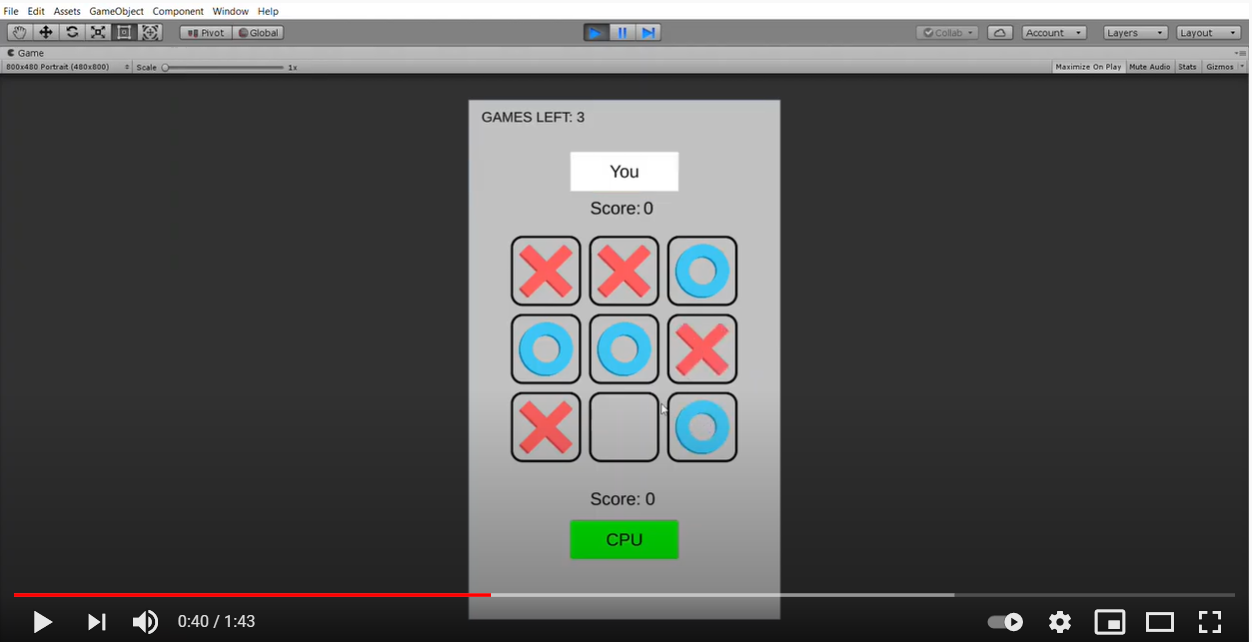 File Edit Assets GameObject Component Window Help
Pivot Global Collab Account Layers Layout
Game
800x480 Portrait (480x800) Scale 1x Maximize On Play Mute Audio Stats Gizmos
GAMES LEFT: 3
You
Score: 0
Score: 0
CPU
0:40 / 1:43